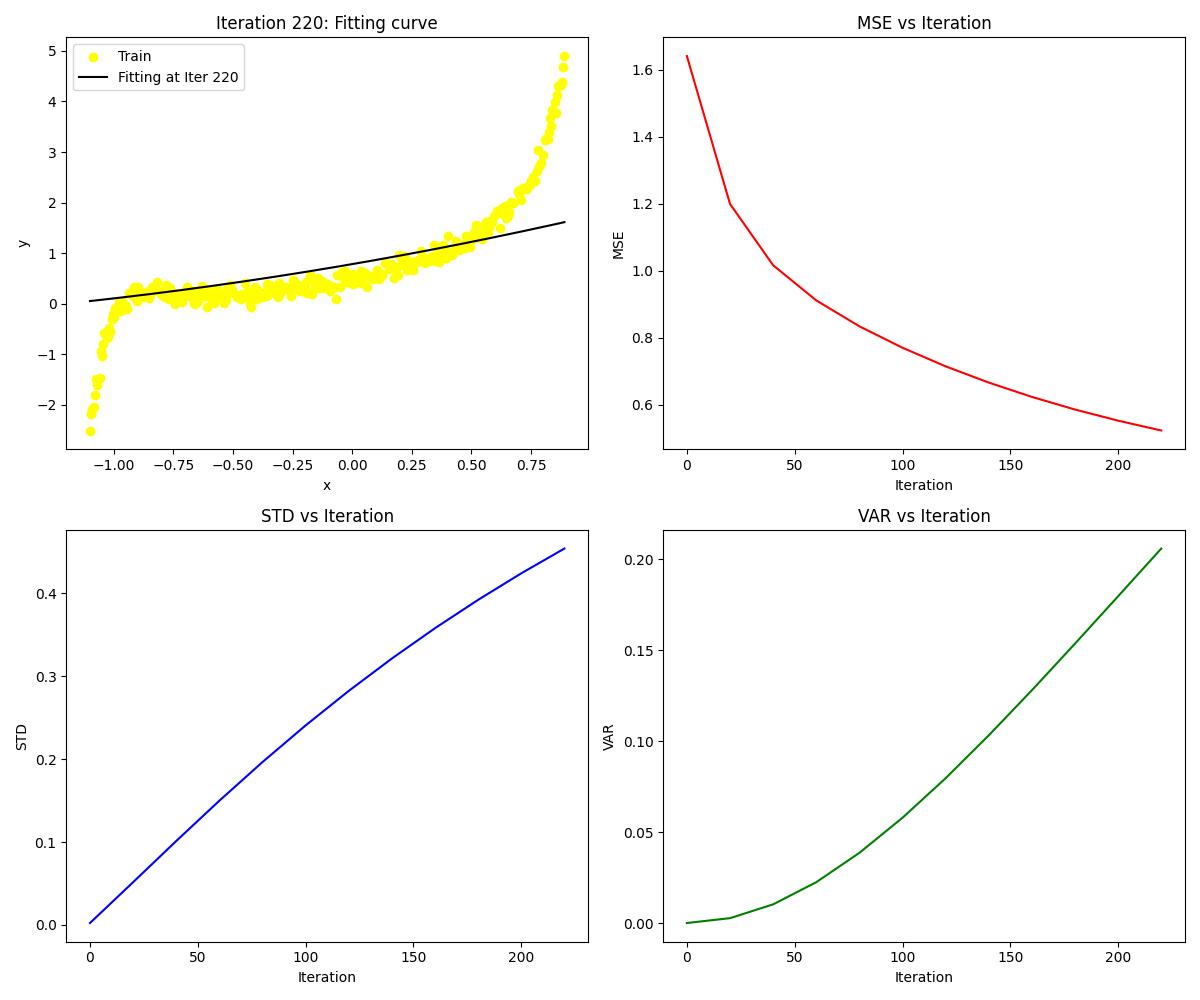 Iteration 220: Fitting curve
Train
Fitting at Iter 220
5
4
3
2
1
0
−1
−2
y
−1.00 −0.75 −0.50 −0.25 0.00 0.25 0.50 0.75
x
MSE vs Iteration
1.6
1.4
1.2
1.0
0.8
0.6
MSE
0 50 100 150 200
Iteration
STD vs Iteration
0.4
0.3
0.2
0.1
0.0
STD
0 50 100 150 200
Iteration
VAR vs Iteration
0.20
0.15
0.10
0.05
0.00
VAR
0 50 100 150 200
Iteration